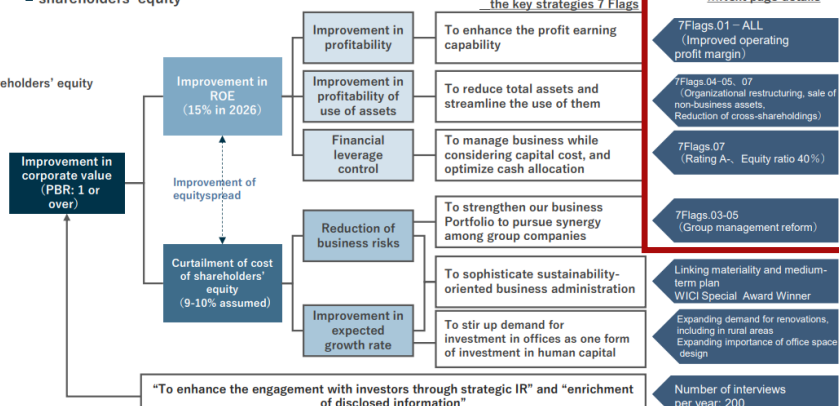 shareholders' equity
the key strategies 7 Flags
eholders' equity
Improvement in
corporate value
(PBR: 1 or
over)
Improvement in
ROE
(15% in 2026)
Improvement of
equityspread
Curtailment of cost
of shareholders'
equity
(9-10% assumed)
Improvement in
profitability
Improvement in
profitability of
use of assets
Financial
leverage
control
Reduction of
business risks
Improvement in
expected
growth rate
To enhance the profit earning
capability
To reduce total assets and
streamline the use of them
To manage business while
considering capital cost, and
optimize cash allocation
To strengthen our business
Portfolio to pursue synergy
among group companies
To sophisticate sustainability-
oriented business administration
To stir up demand for
investment in offices as one form
of investment in human capital
7Flags.01－ALL
（Improved operating
profit margin）
7Flags.04-05、07
（Organizational restructuring, sale of
non-business assets,
Reduction of cross-shareholdings）
7Flags.07
（Rating A-、Equity ratio 40%）
7Flags.03-05
（Group management reform）
Linking materiality and medium-
term plan
WICI Special Award Winner
Expanding demand for renovations,
including in rural areas
Expanding importance of office space
design
"To enhance the engagement with investors through strategic IR" and "enrichment
of disclosed information"
Number of interviews
per year: 200